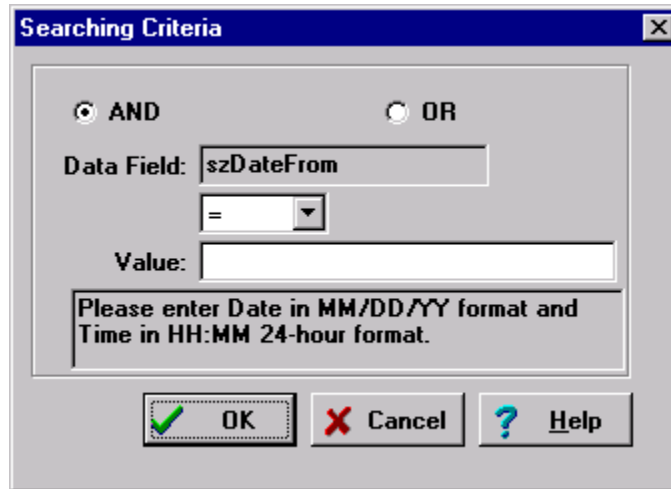 Searching Criteria
AND OR
Data Field: szDateFrom
=
Value:
Please enter Date in MM/DD/YY format and
Time in HH:MM 24-hour format.
OK Cancel Help